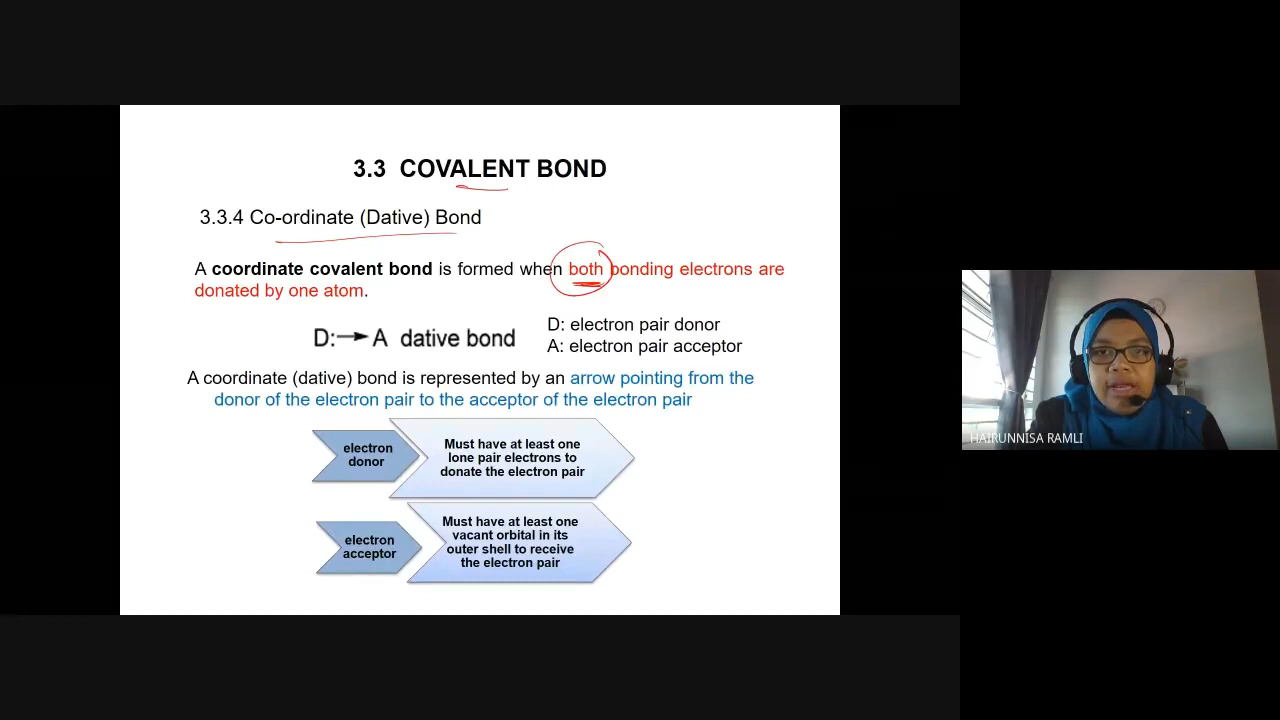 3.3 COVALENT BOND
3.3.4 Co-ordinate (Dative) Bond
A coordinate covalent bond is formed when both bonding electrons are
donated by one atom.
D:→A dative bond
D: electron pair donor
A: electron pair acceptor
A coordinate (dative) bond is represented by an arrow pointing from the
donor of the electron pair to the acceptor of the electron pair
electron
donor
Must have at least one
lone pair electrons to
donate the electron pair
electron
acceptor
Must have at least one
vacant orbital in its
outer shell to receive
the electron pair
HAIRUNNISA RAMLI